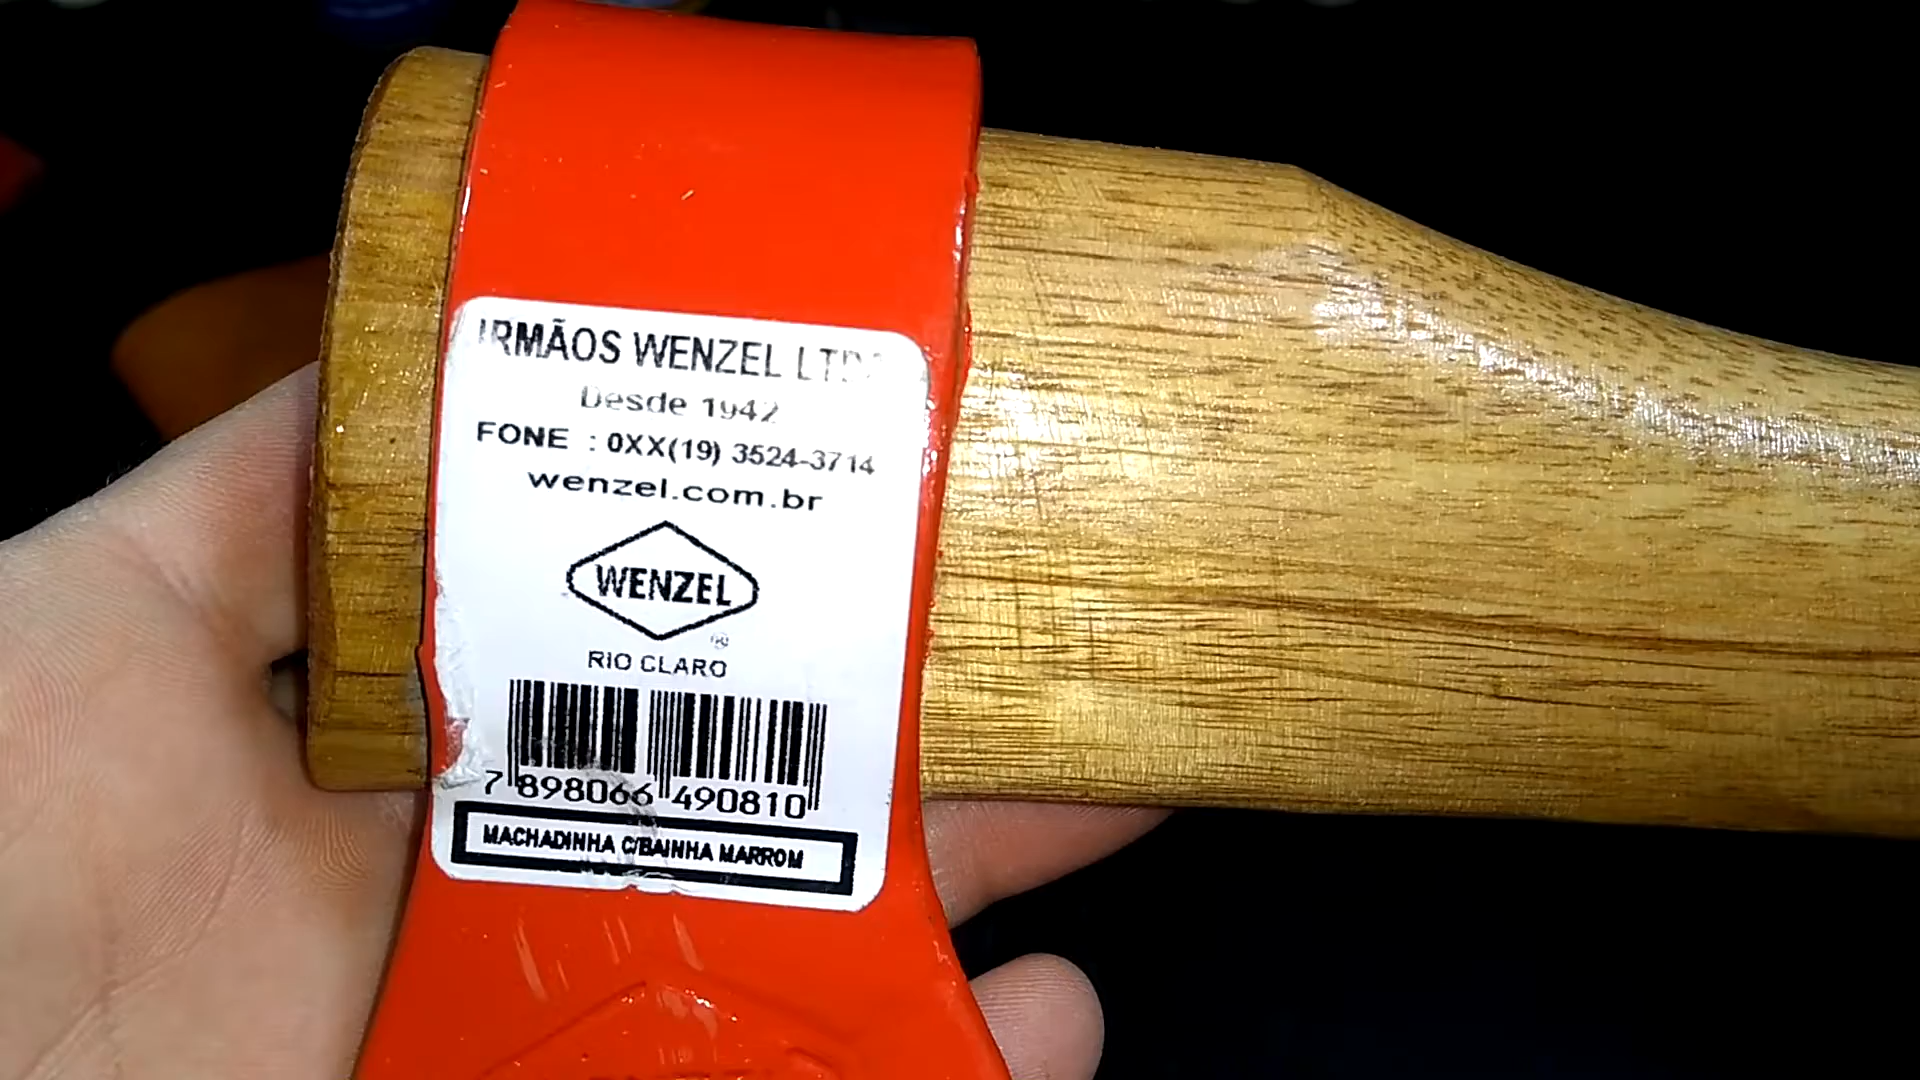 IRMÃOS WENZEL LTDA
Desde 1942
FONE : 0XX(19) 3524-3714
wenzel.com.br
WENZEL
®
RIO CLARO
7 898066 490810
MACHADINHA C/BAINHA MARROM